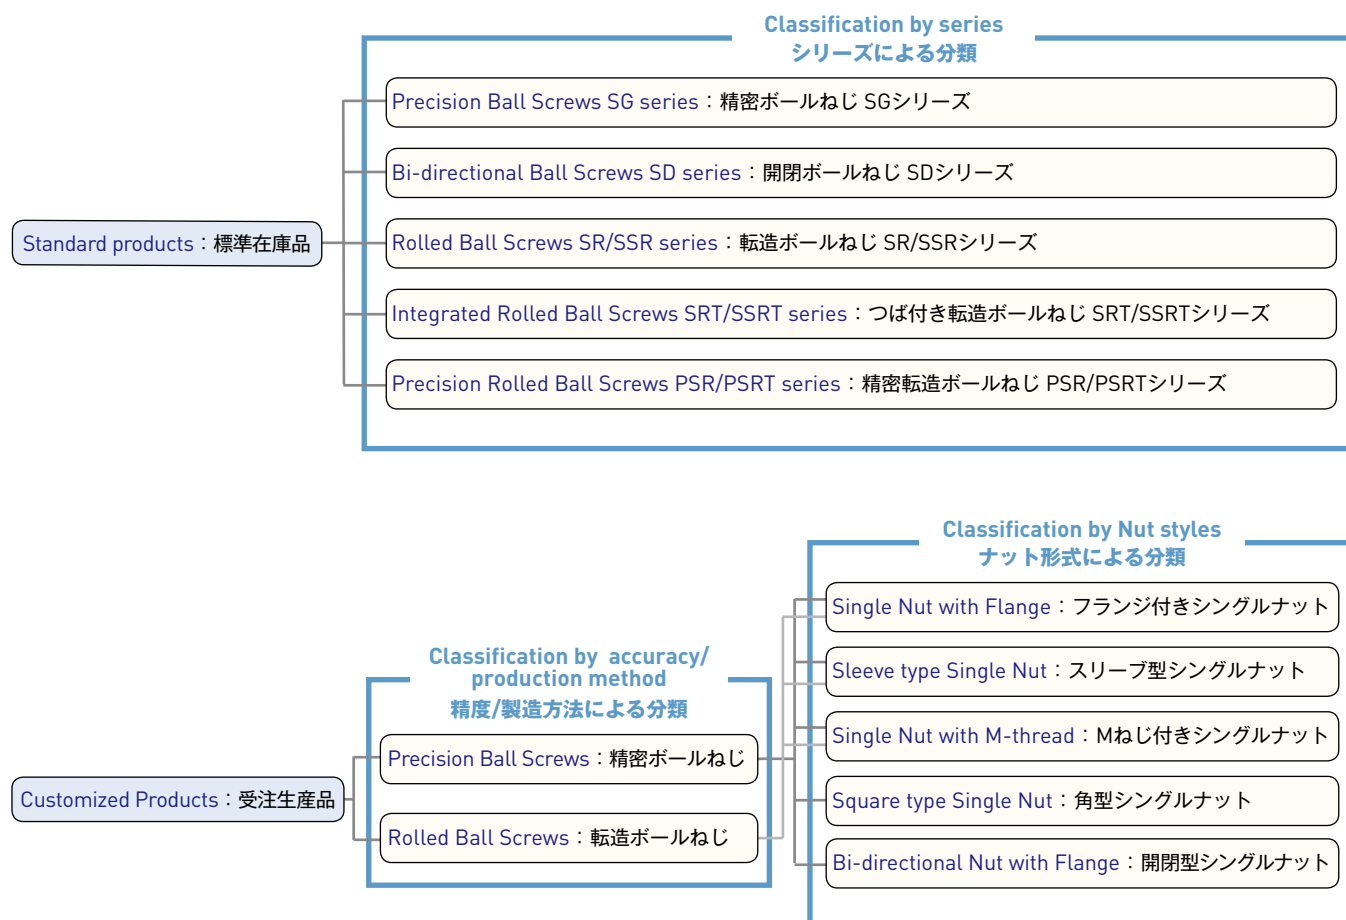 Classification by series
シリーズによる分類
Precision Ball Screws SG series：精密ボールねじ SGシリーズ
Bi-directional Ball Screws SD series：開閉ボールねじ SDシリーズ
Standard products：標準在庫品
Rolled Ball Screws SR/SSR series：転造ボールねじ SR/SSRシリーズ
Integrated Rolled Ball Screws SRT/SSRT series：つば付き転造ボールねじ SRT/SSRTシリーズ
Precision Rolled Ball Screws PSR/PSRT series：精密転造ボールねじ PSR/PSRTシリーズ
Classification by Nut styles
ナット形式による分類
Single Nut with Flange：フランジ付きシングルナット
Sleeve type Single Nut：スリーブ型シングルナット
Single Nut with M-thread：Mねじ付きシングルナット
Square type Single Nut：角型シングルナット
Bi-directional Nut with Flange：開閉型シングルナット
Classification by accuracy/
production method
精度/製造方法による分類
Precision Ball Screws：精密ボールねじ
Customized Products：受注生産品
Rolled Ball Screws：転造ボールねじ